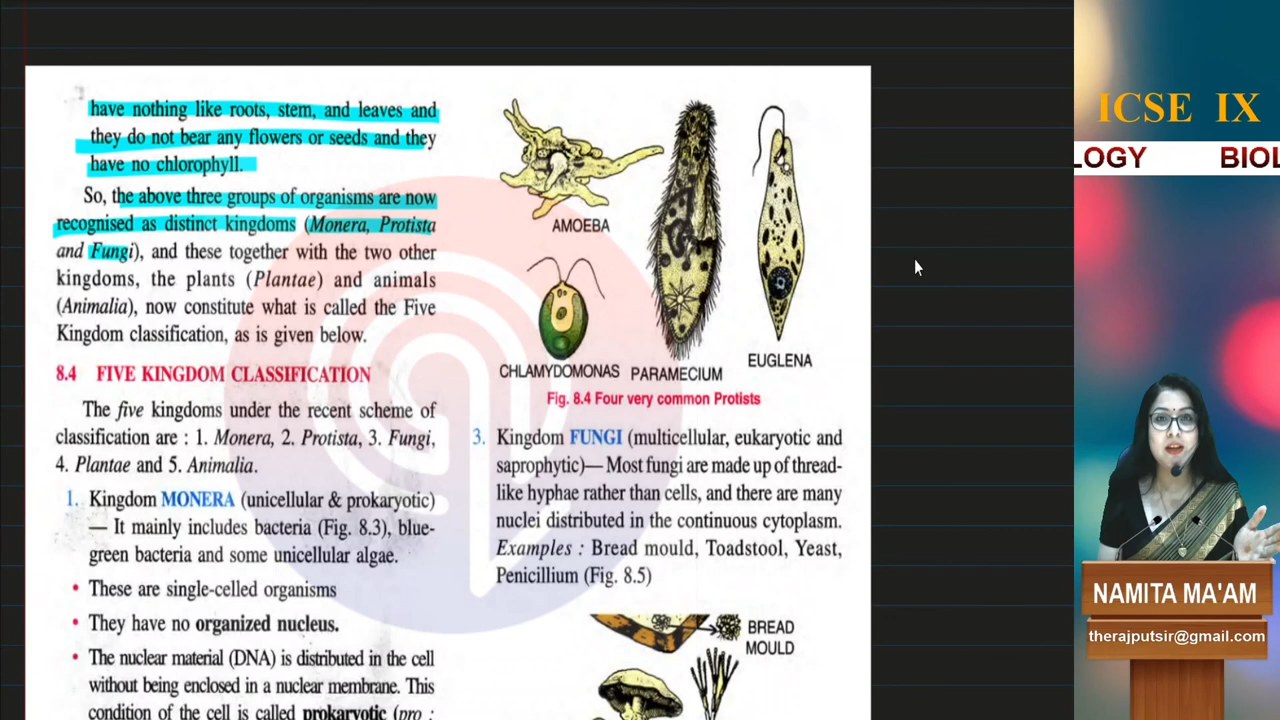 have nothing like roots, stem, and leaves and
they do not bear any flowers or seeds and they
have no chlorophyll.
So, the above three groups of organisms are now
recognised as distinct kingdoms (Monera, Protista
and Fungi), and these together with the two other
kingdoms, the plants (Plantae) and animals
(Animalia), now constitute what is called the Five
Kingdom classification, as is given below.
8.4 FIVE KINGDOM CLASSIFICATION
The five kingdoms under the recent scheme of
classification are : 1. Monera, 2. Protista, 3. Fungi,
4. Plantae and 5. Animalia.
1. Kingdom MONERA (unicellular & prokaryotic)
— It mainly includes bacteria (Fig. 8.3), blue-
green bacteria and some unicellular algae.
• These are single-celled organisms
• They have no organized nucleus.
• The nuclear material (DNA) is distributed in the cell
without being enclosed in a nuclear membrane. This
condition of the cell is called prokaryotic (pro :
AMOEBA
CHLAMYDOMONAS
PARAMECIUM
EUGLENA
Fig. 8.4 Four very common Protists
3. Kingdom FUNGI (multicellular, eukaryotic and
saprophytic)— Most fungi are made up of thread-
like hyphae rather than cells, and there are many
nuclei distributed in the continuous cytoplasm.
Examples : Bread mould, Toadstool, Yeast,
Penicillium (Fig. 8.5)
BREAD
MOULD
ICSE IX
LOGY BIOL
NAMITA MA'AM
therajputsir@gmail.com